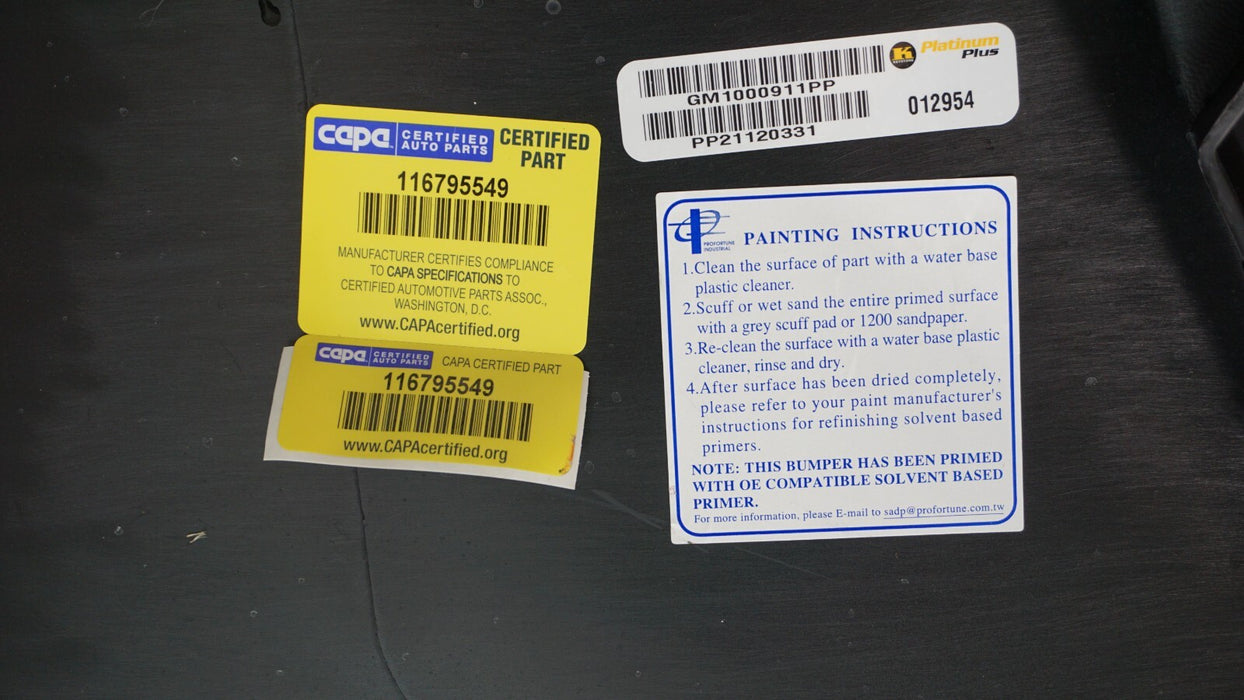 capa CERTIFIED AUTO PARTS CERTIFIED PART
116795549
MANUFACTURER CERTIFIES COMPLIANCE
TO CAPA SPECIFICATIONS TO
CERTIFIED AUTOMOTIVE PARTS ASSOC.,
WASHINGTON, D.C.
www.CAPAcertified.org
capa CERTIFIED AUTO PARTS CAPA CERTIFIED PART
116795549
www.CAPAcertified.org
K KEYSTONE Platinum Plus
GM1000911PP
012954
PP21120331
PROFORTUNE INDUSTRIAL
PAINTING INSTRUCTIONS
1.Clean the surface of part with a water base
plastic cleaner.
2.Scuff or wet sand the entire primed surface
with a grey scuff pad or 1200 sandpaper.
3.Re-clean the surface with a water base plastic
cleaner, rinse and dry.
4.After surface has been dried completely,
please refer to your paint manufacturer's
instructions for refinishing solvent based
primers.
NOTE: THIS BUMPER HAS BEEN PRIMED
WITH OE COMPATIBLE SOLVENT BASED
PRIMER.
For more information, please E-mail to sadp@profortune.com.tw